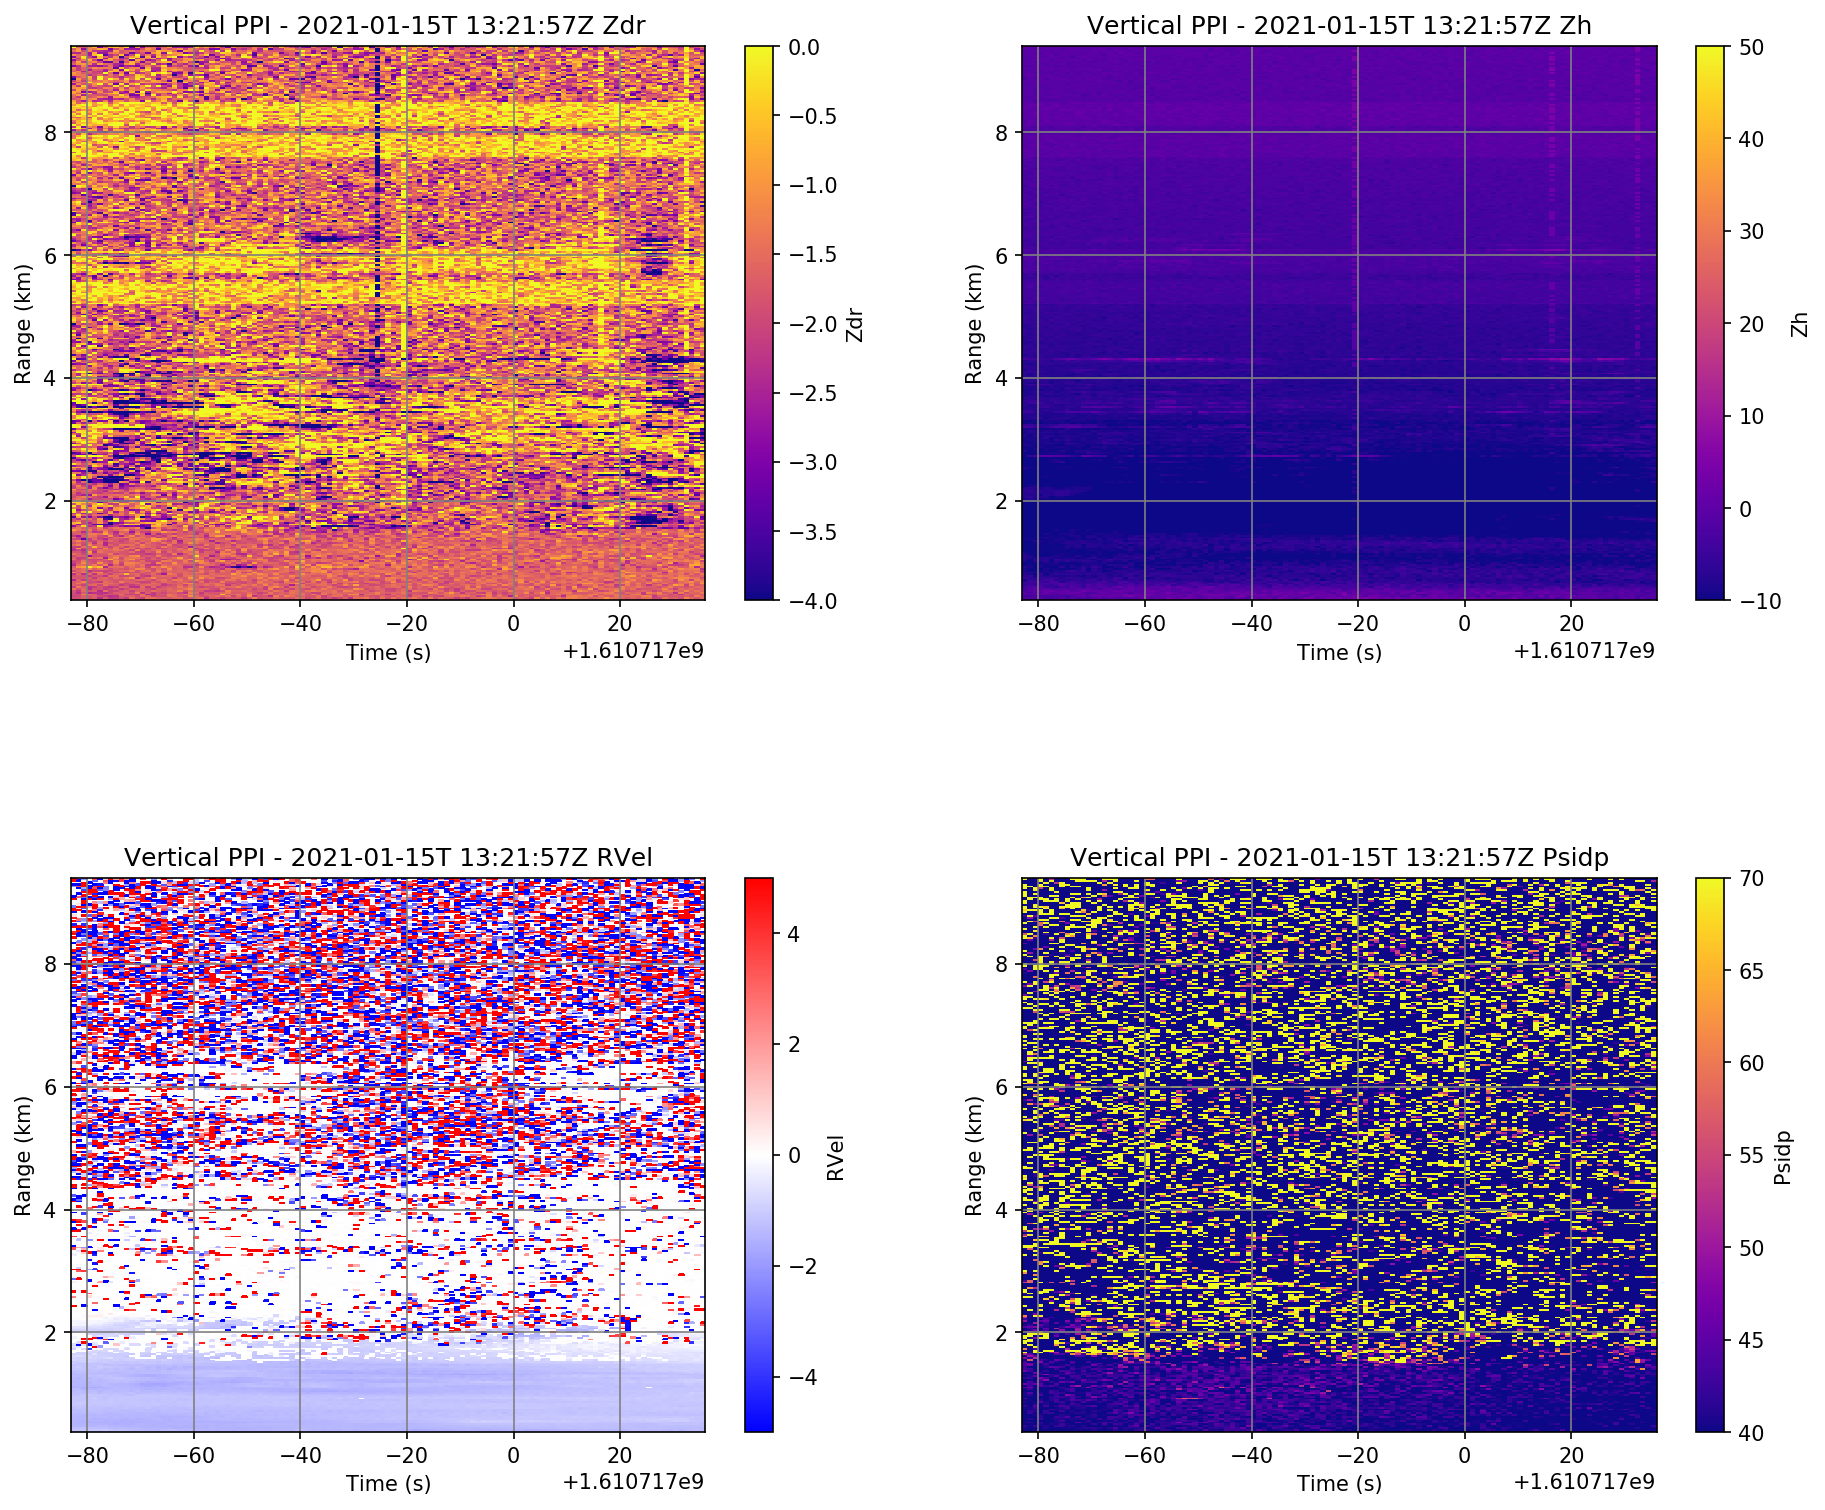 Vertical PPI - 2021-01-15T 13:21:57Z Zdr
8
6
4
2
Range (km)
−80 −60 −40 −20 0 20
Time (s)
+1.610717e9
0.0
−0.5
−1.0
−1.5
−2.0
−2.5
−3.0
−3.5
−4.0
Zdr
Vertical PPI - 2021-01-15T 13:21:57Z Zh
8
6
4
2
Range (km)
−80 −60 −40 −20 0 20
Time (s)
+1.610717e9
50
40
30
20
10
0
−10
Zh
Vertical PPI - 2021-01-15T 13:21:57Z RVel
8
6
4
2
Range (km)
−80 −60 −40 −20 0 20
Time (s)
+1.610717e9
4
2
0
−2
−4
RVel
Vertical PPI - 2021-01-15T 13:21:57Z Psidp
8
6
4
2
Range (km)
−80 −60 −40 −20 0 20
Time (s)
+1.610717e9
70
65
60
55
50
45
40
Psidp